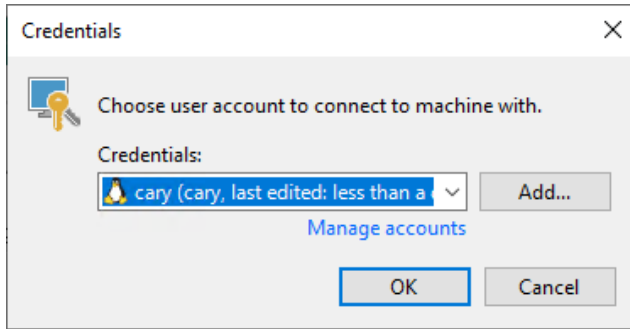 Credentials
Choose user account to connect to machine with.
Credentials:
cary (cary, last edited: less than a
Add...
Manage accounts
OK
Cancel